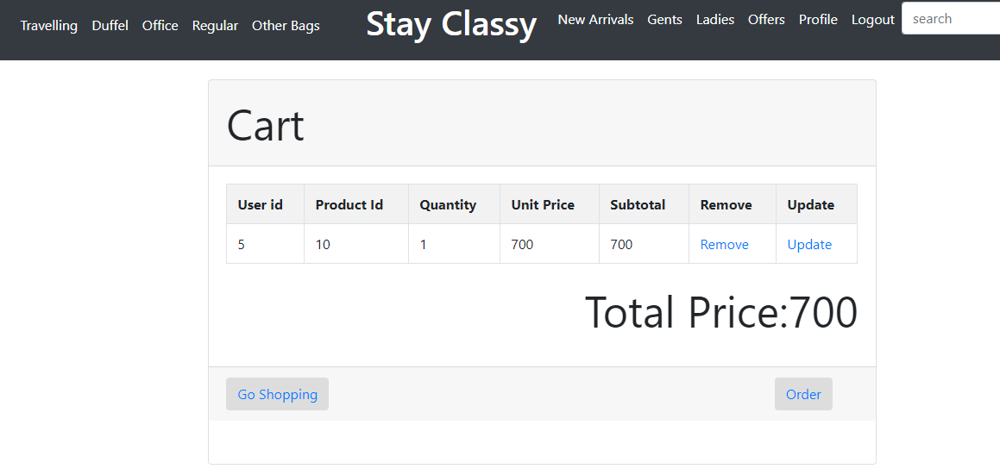 Travelling Duffel Office Regular Other Bags Stay Classy New Arrivals Gents Ladies Offers Profile Logout search
Cart
User id Product Id Quantity Unit Price Subtotal Remove Update
5 10 1 700 700 Remove Update
Total Price:700
Go Shopping Order